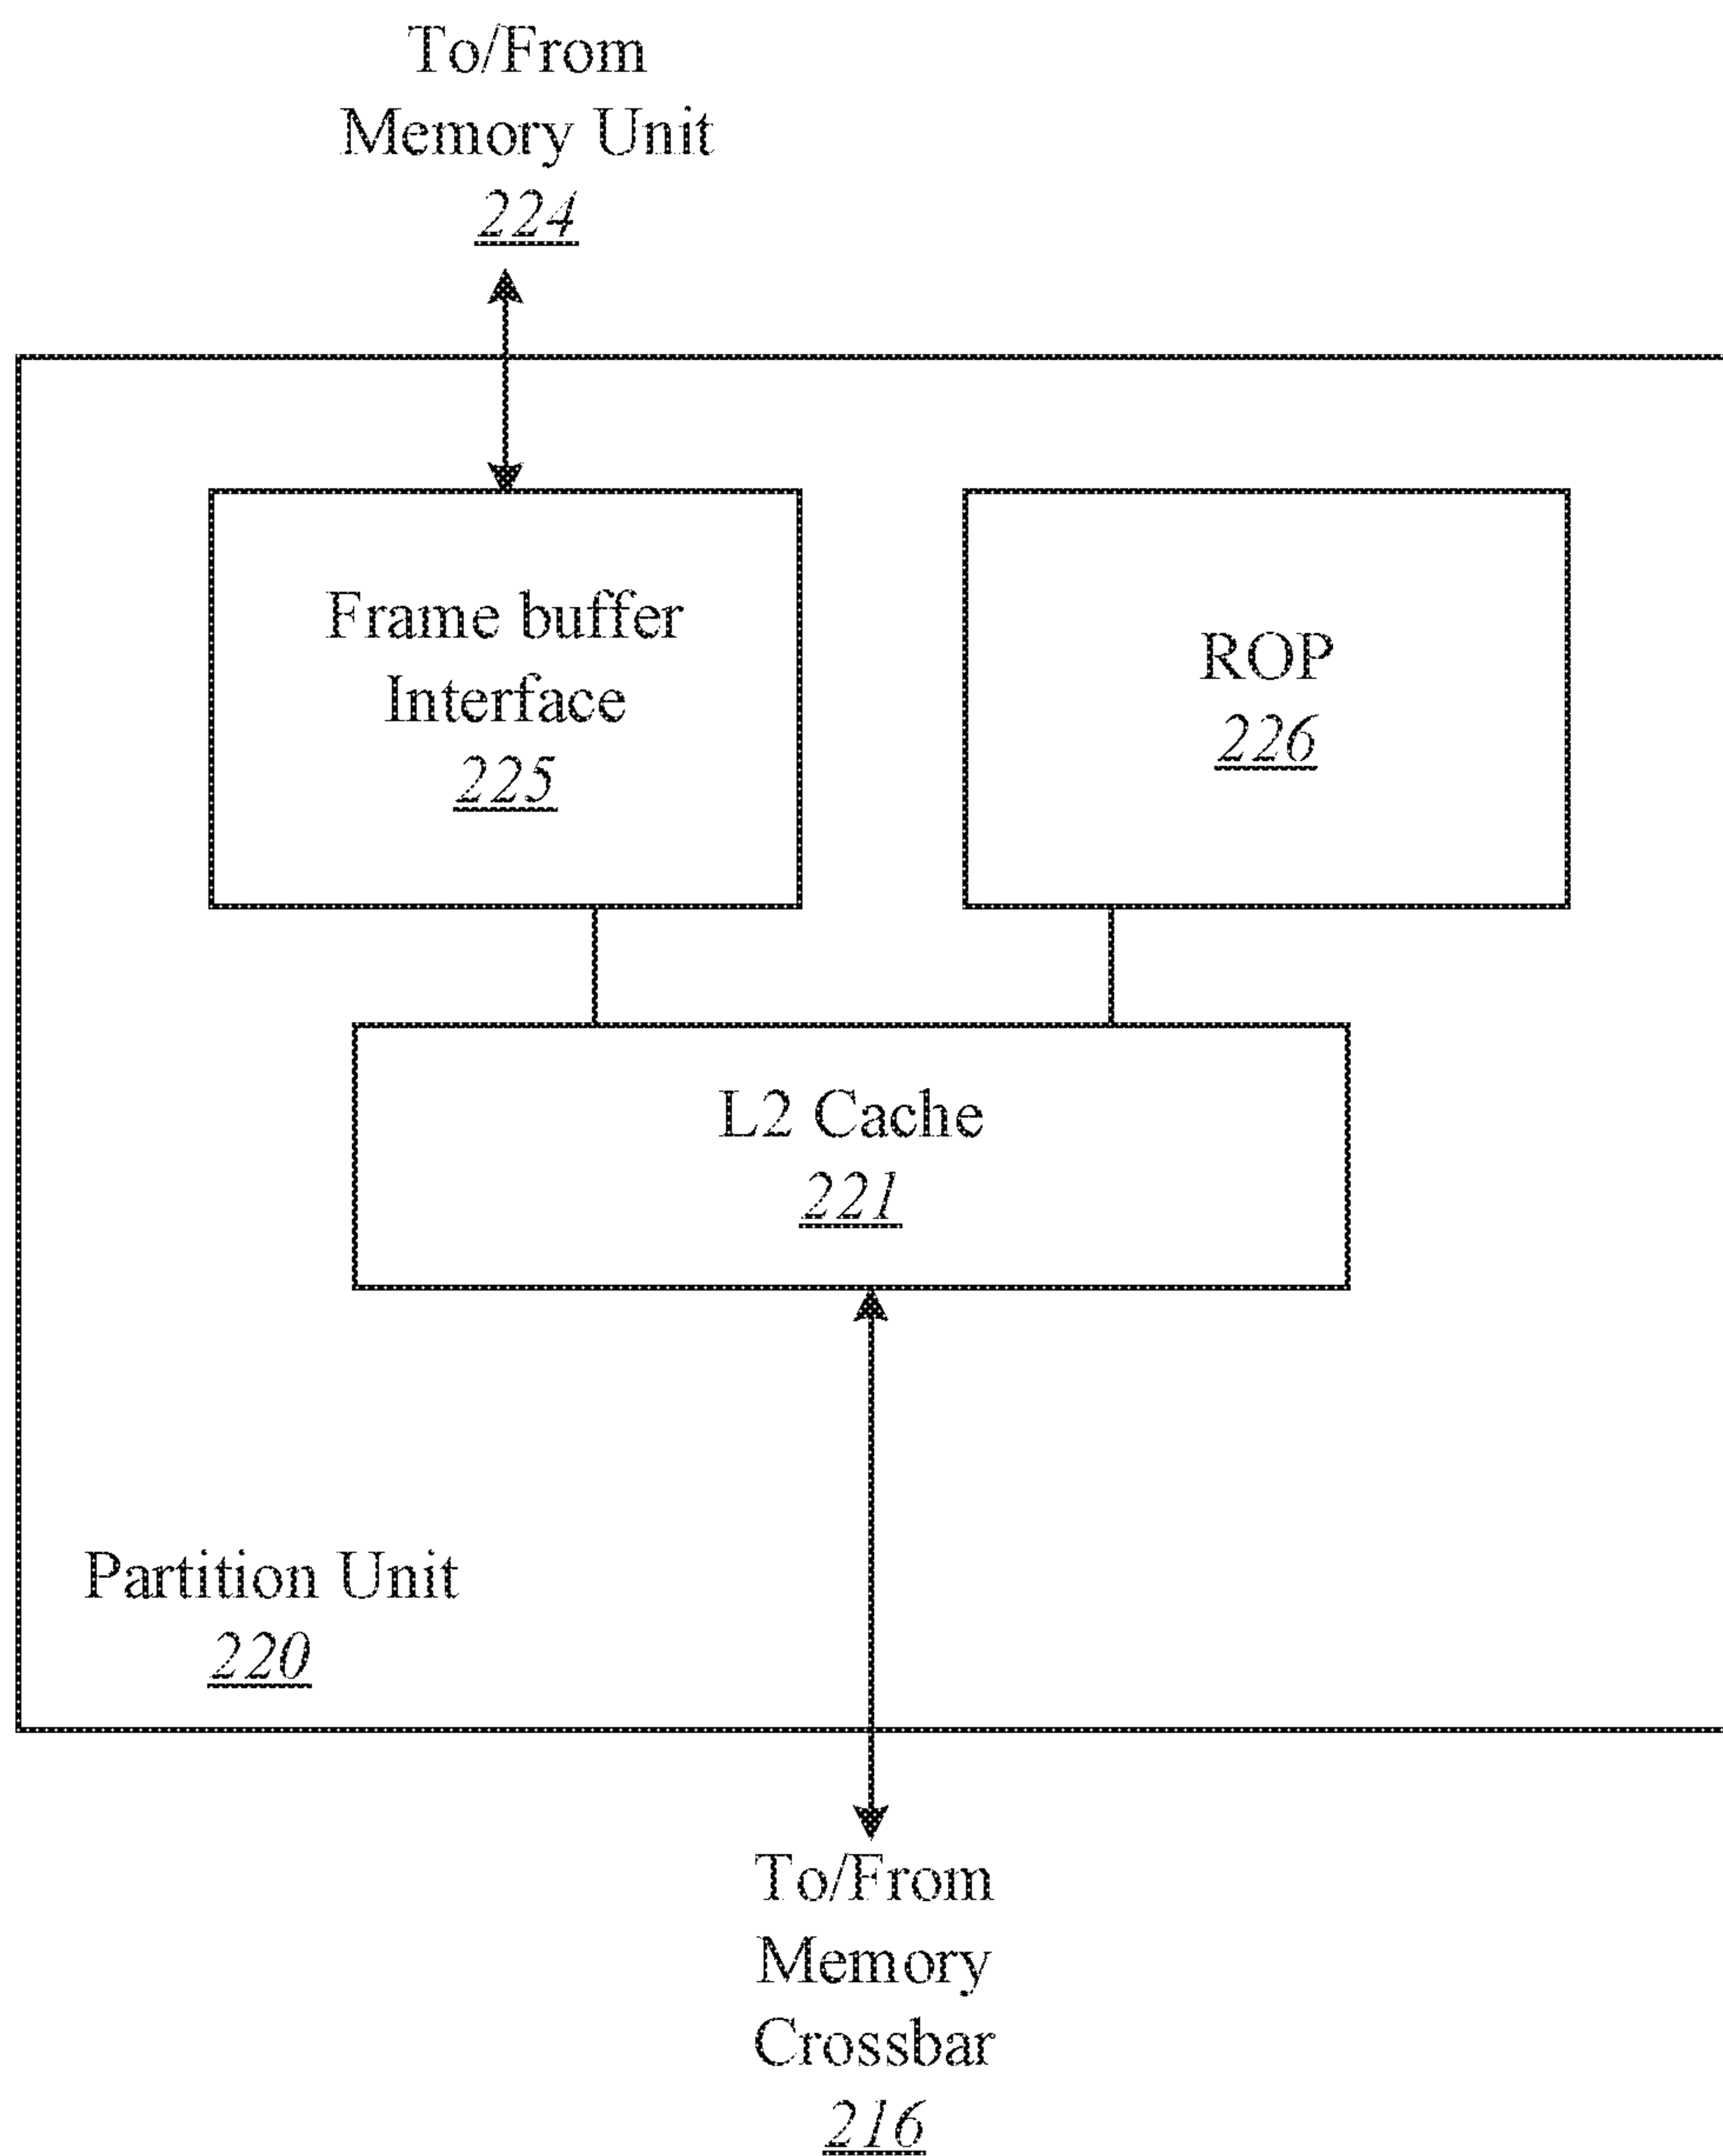 To/From
Memory Unit
224
Frame buffer
Interface
225
ROP
226
L2 Cache
221
Partition Unit
220
To/From
Memory
Crossbar
216